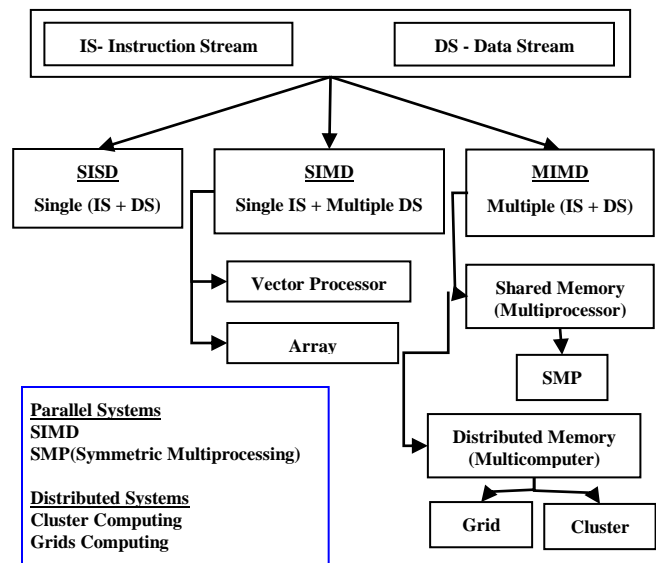 IS- Instruction Stream
DS - Data Stream
SISD
Single (IS + DS)
SIMD
Single IS + Multiple DS
MIMD
Multiple (IS + DS)
Vector Processor
Array
Shared Memory
(Multiprocessor)
SMP
Distributed Memory
(Multicomputer)
Grid
Cluster
Parallel Systems
SIMD
SMP(Symmetric Multiprocessing)
Distributed Systems
Cluster Computing
Grids Computing